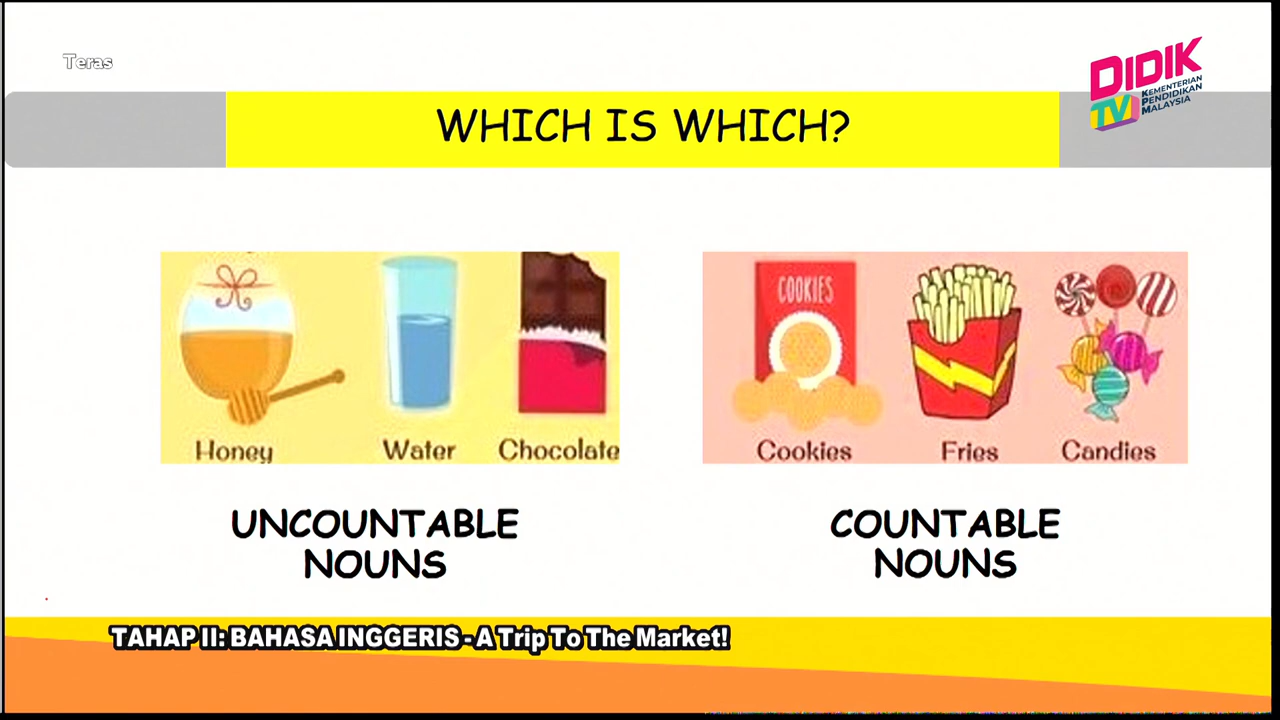 Teras
DIDIK
TV
KEMENTERIAN
PENDIDIKAN
MALAYSIA
WHICH IS WHICH?
Honey
Water
Chocolate
COOKIES
Cookies
Fries
Candies
UNCOUNTABLE
NOUNS
COUNTABLE
NOUNS
TAHAP II: BAHASA INGGERIS - A Trip To The Market!